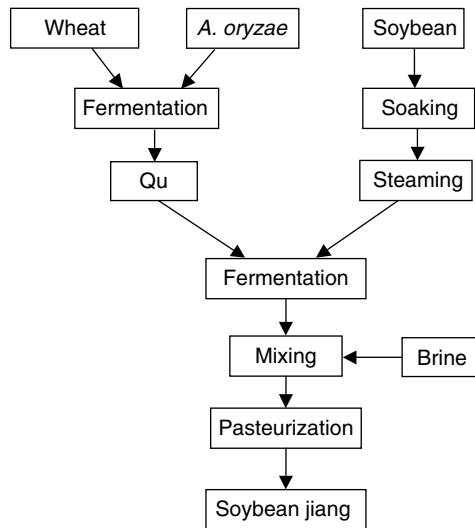 Wheat
A. oryzae
Soybean
Fermentation
Soaking
Qu
Steaming
Fermentation
Mixing
Brine
Pasteurization
Soybean jiang